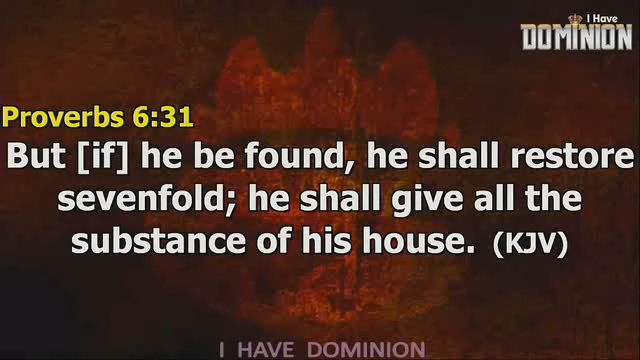 I Have
DOMINION
Proverbs 6:31
But [if] he be found, he shall restore
sevenfold; he shall give all the
substance of his house. (KJV)
I HAVE DOMINION